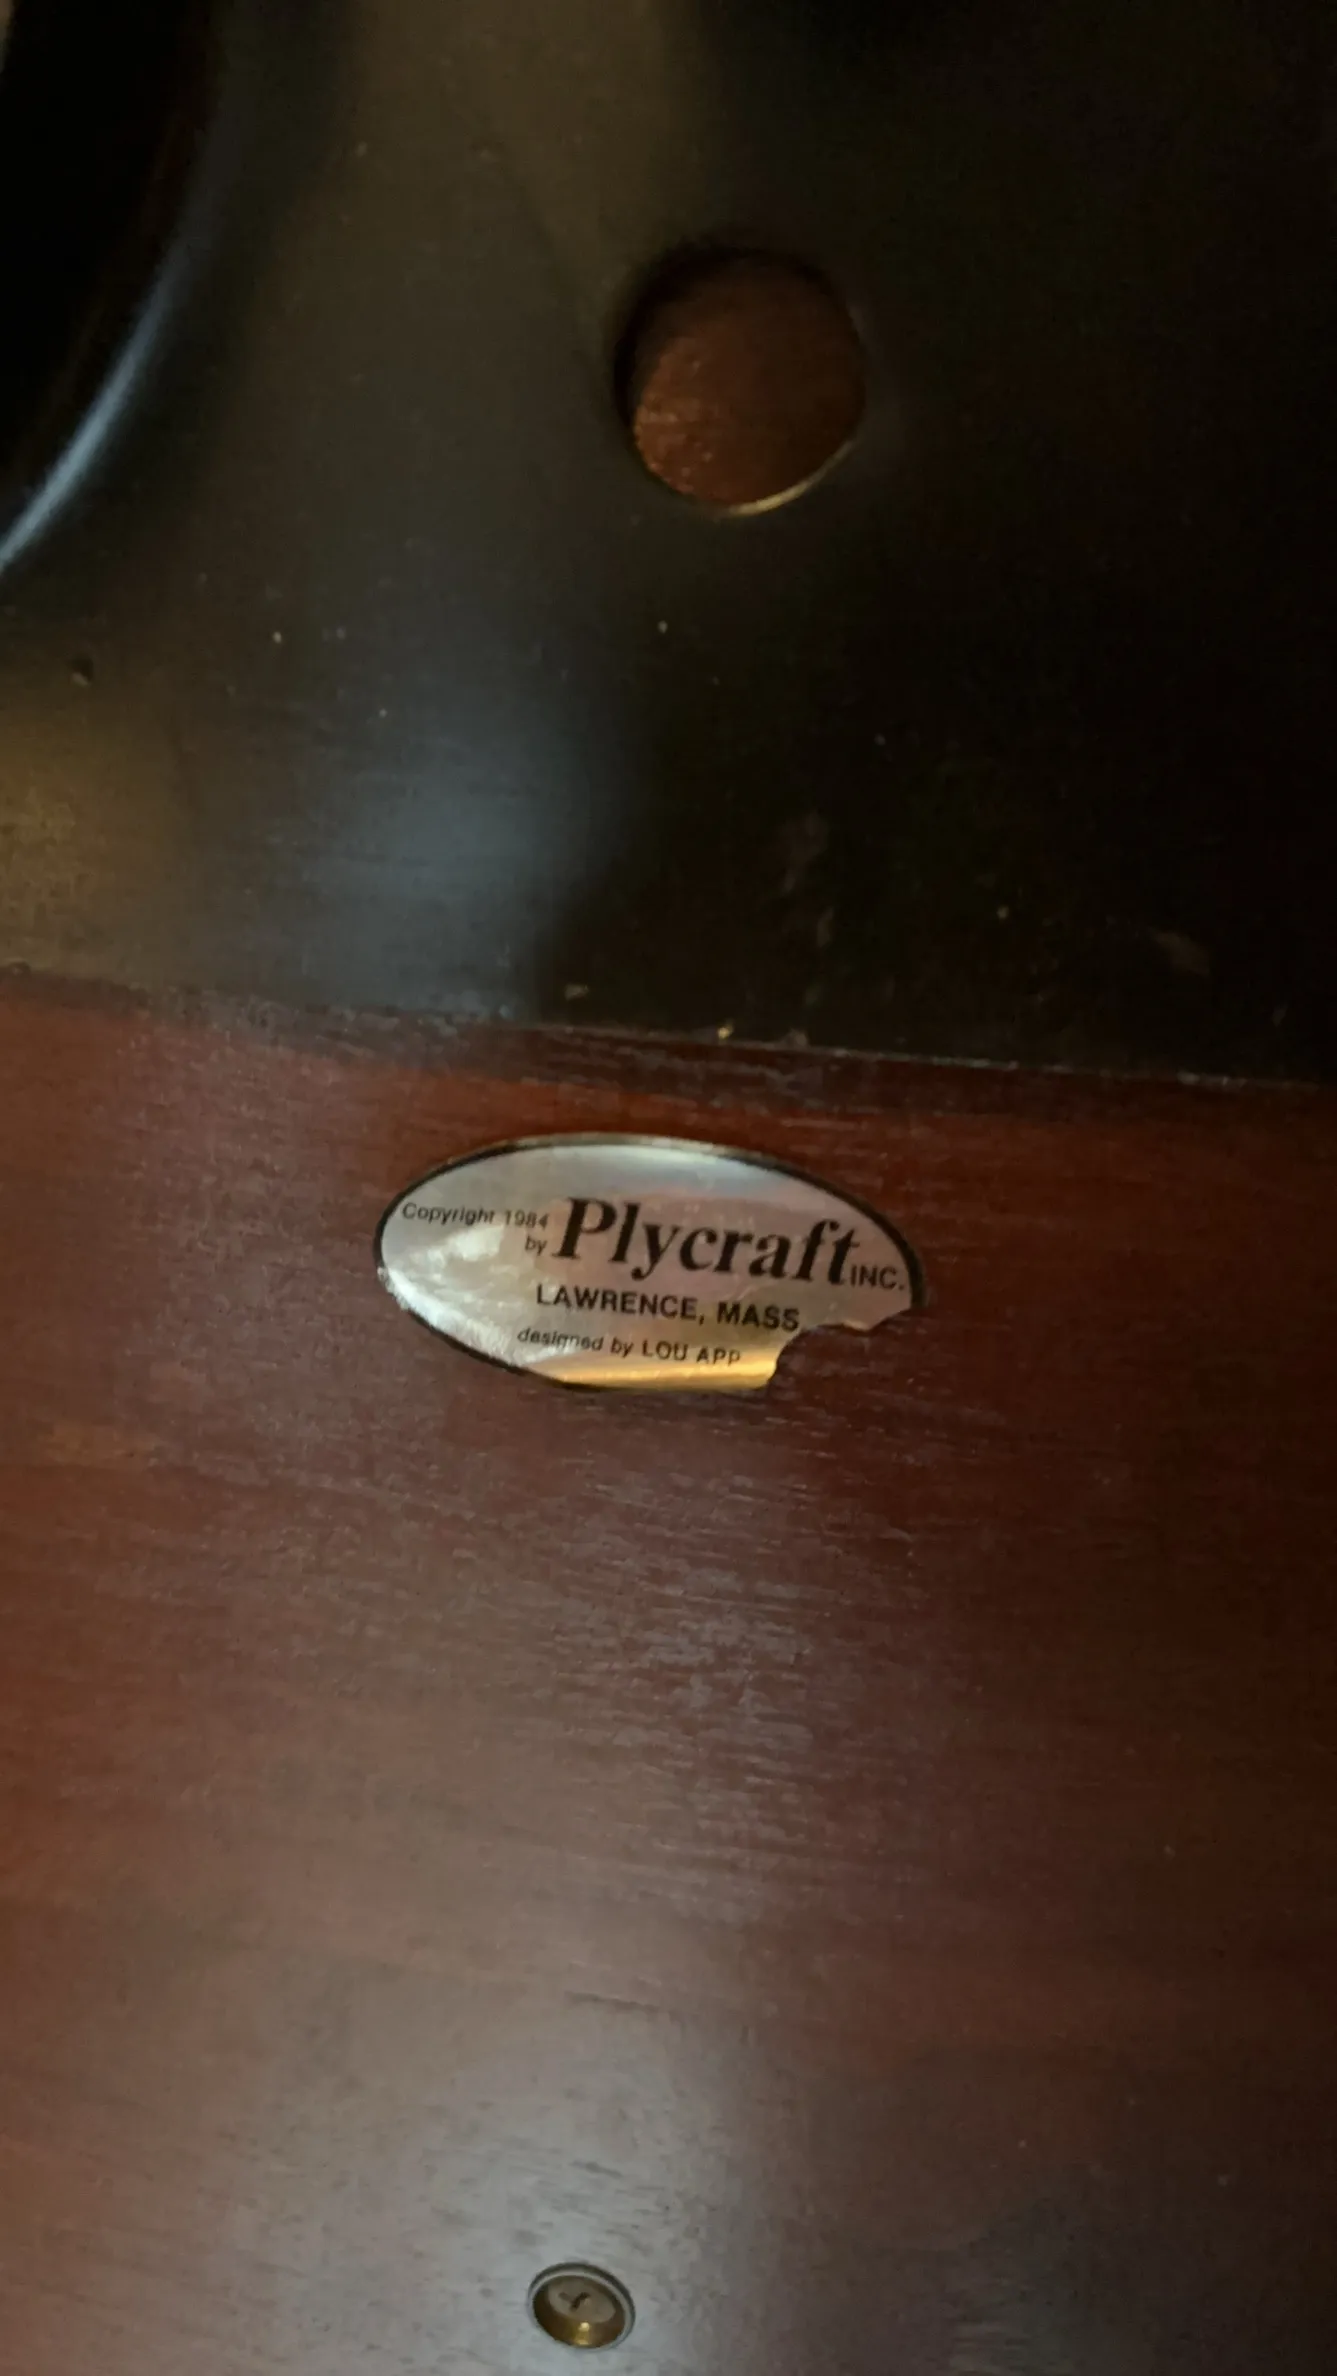 Copyright 1984
by Plycraft INC.
LAWRENCE, MASS.
designed by LOU APP